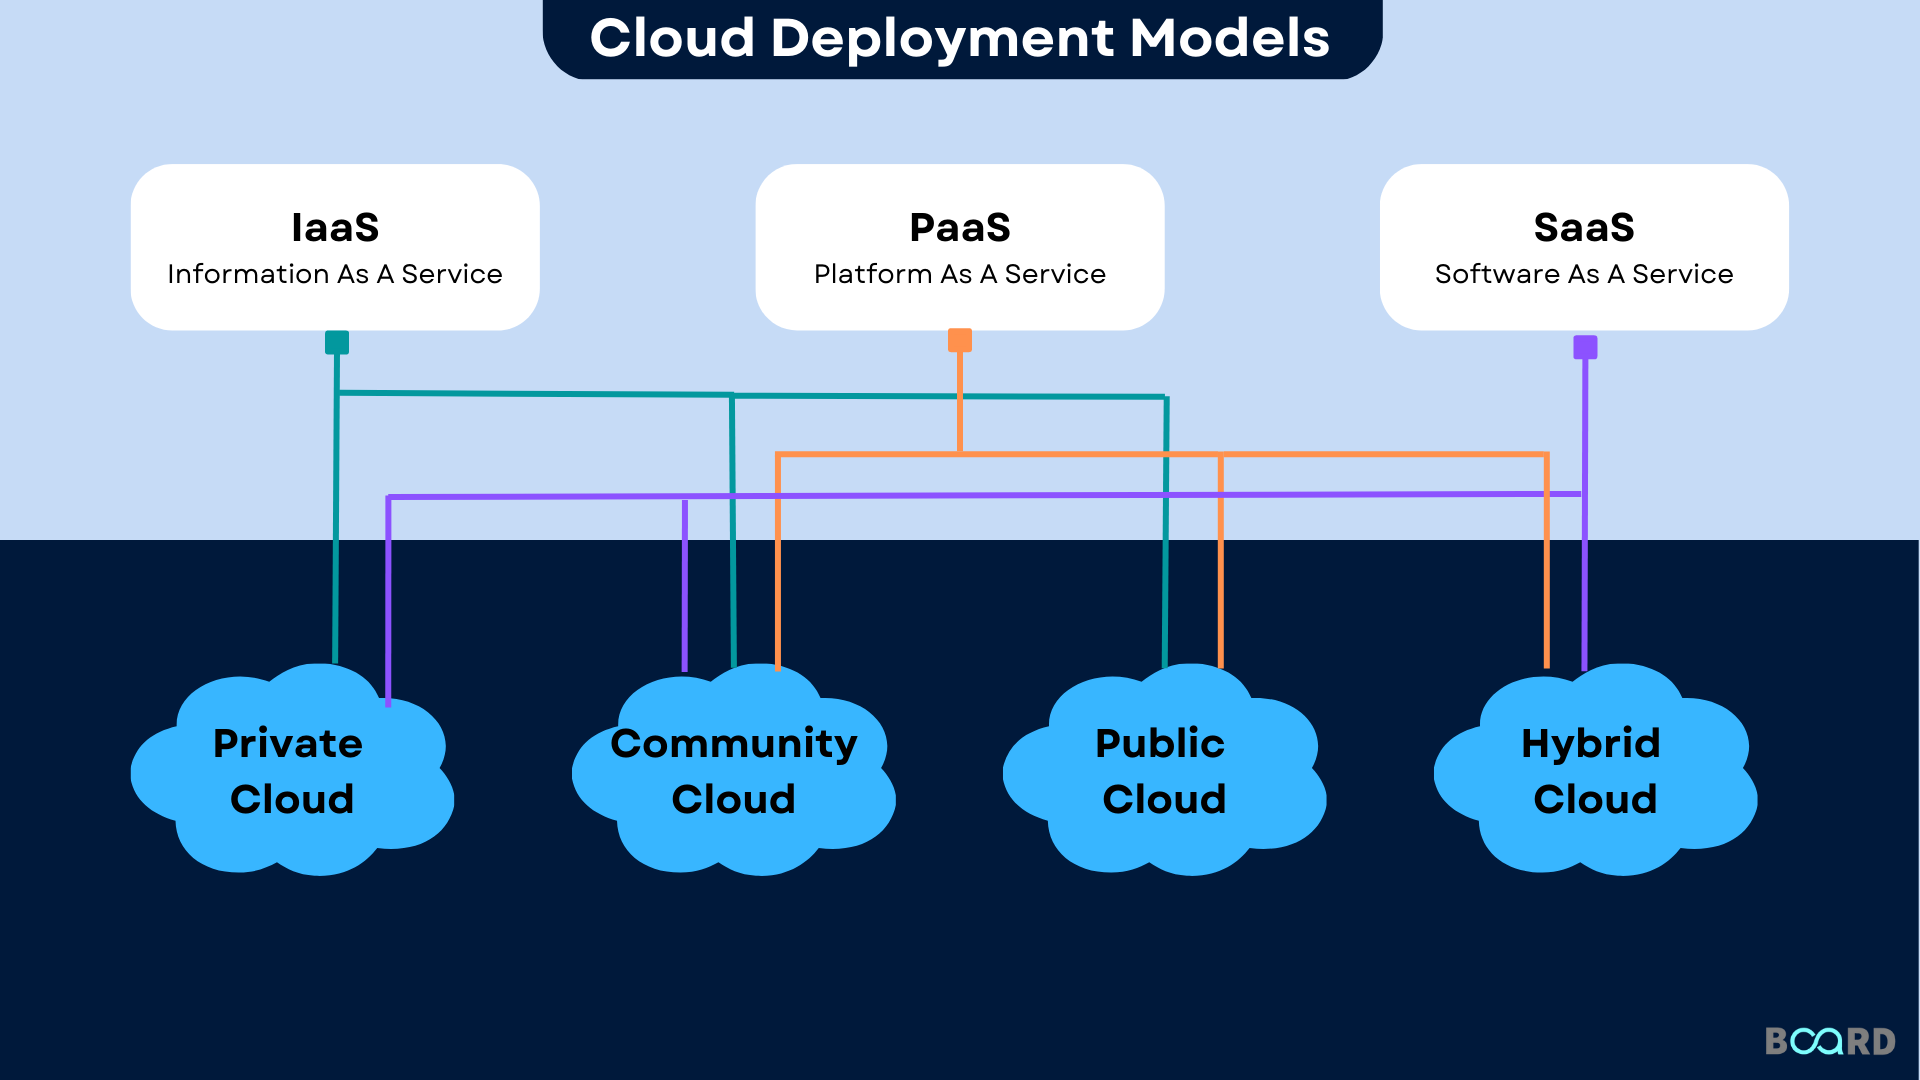 Cloud Deployment Models
IaaS
Information As A Service
PaaS
Platform As A Service
SaaS
Software As A Service
Private
Cloud
Community
Cloud
Public
Cloud
Hybrid
Cloud
BOARD